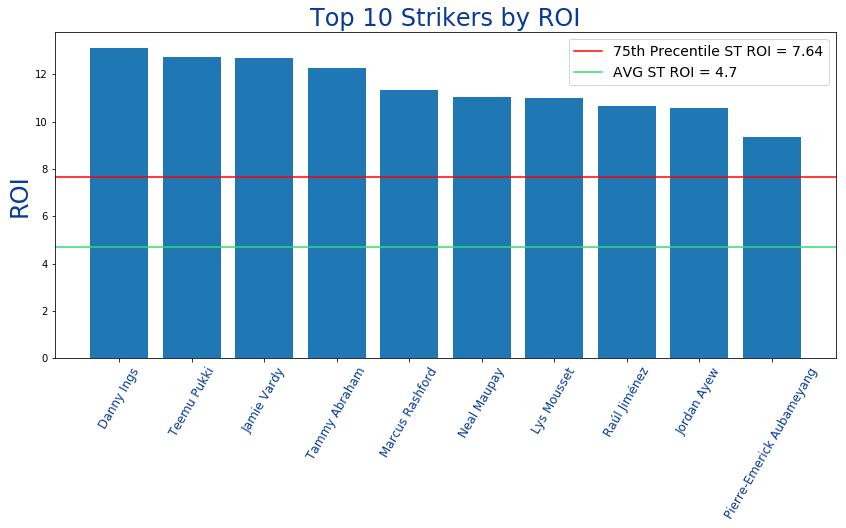 Top 10 Strikers by ROI
75th Precentile ST ROI = 7.64
AVG ST ROI = 4.7
ROI
12
10
8
6
4
2
0
Danny Ings
Teemu Pukki
Jamie Vardy
Tammy Abraham
Marcus Rashford
Neal Maupay
Lys Mousset
Raúl Jiménez
Jordan Ayew
Pierre-Emerick Aubameyang